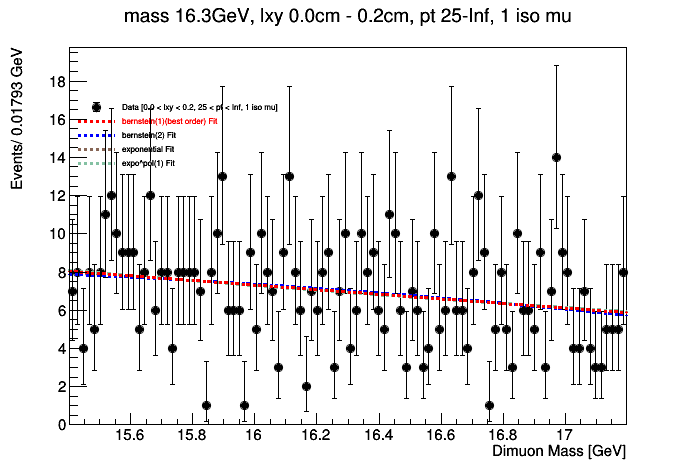 mass 16.3GeV, lxy 0.0cm - 0.2cm, pt 25-Inf, 1 iso mu
Events/ 0.01793 GeV
18
16
14
12
10
8
6
4
2
0
Data [0.0 < lxy < 0.2, 25 < pt < Inf, 1 iso mu]
bernstein(1)(best order) Fit
bernstein(2) Fit
exponential Fit
expo*pol(1) Fit
15.6 15.8 16 16.2 16.4 16.6 16.8 17
Dimuon Mass [GeV]